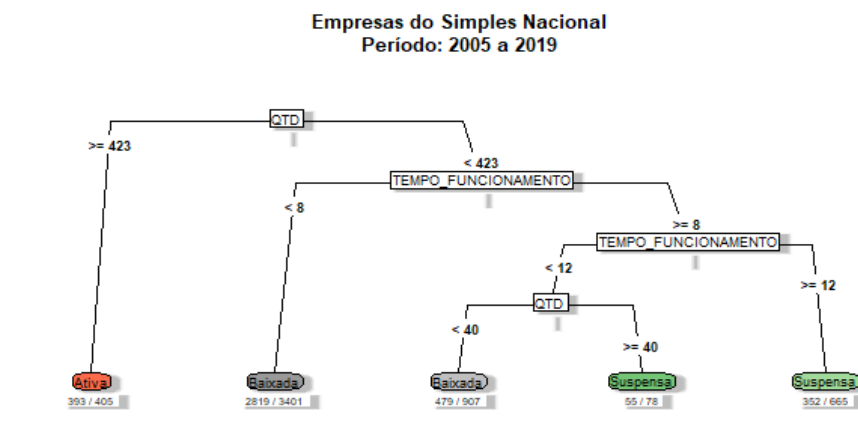 Empresas do Simples Nacional
Período: 2005 a 2019
QTD
>= 423
< 423
TEMPO_FUNCIONAMENTO
< 8
>= 8
TEMPO_FUNCIONAMENTO
< 12
>= 12
QTD
< 40
>= 40
Ativa
Baixada
Baixada
Suspensa
Suspensa
393 / 405
2819 / 3401
479 / 907
55 / 78
352 / 665